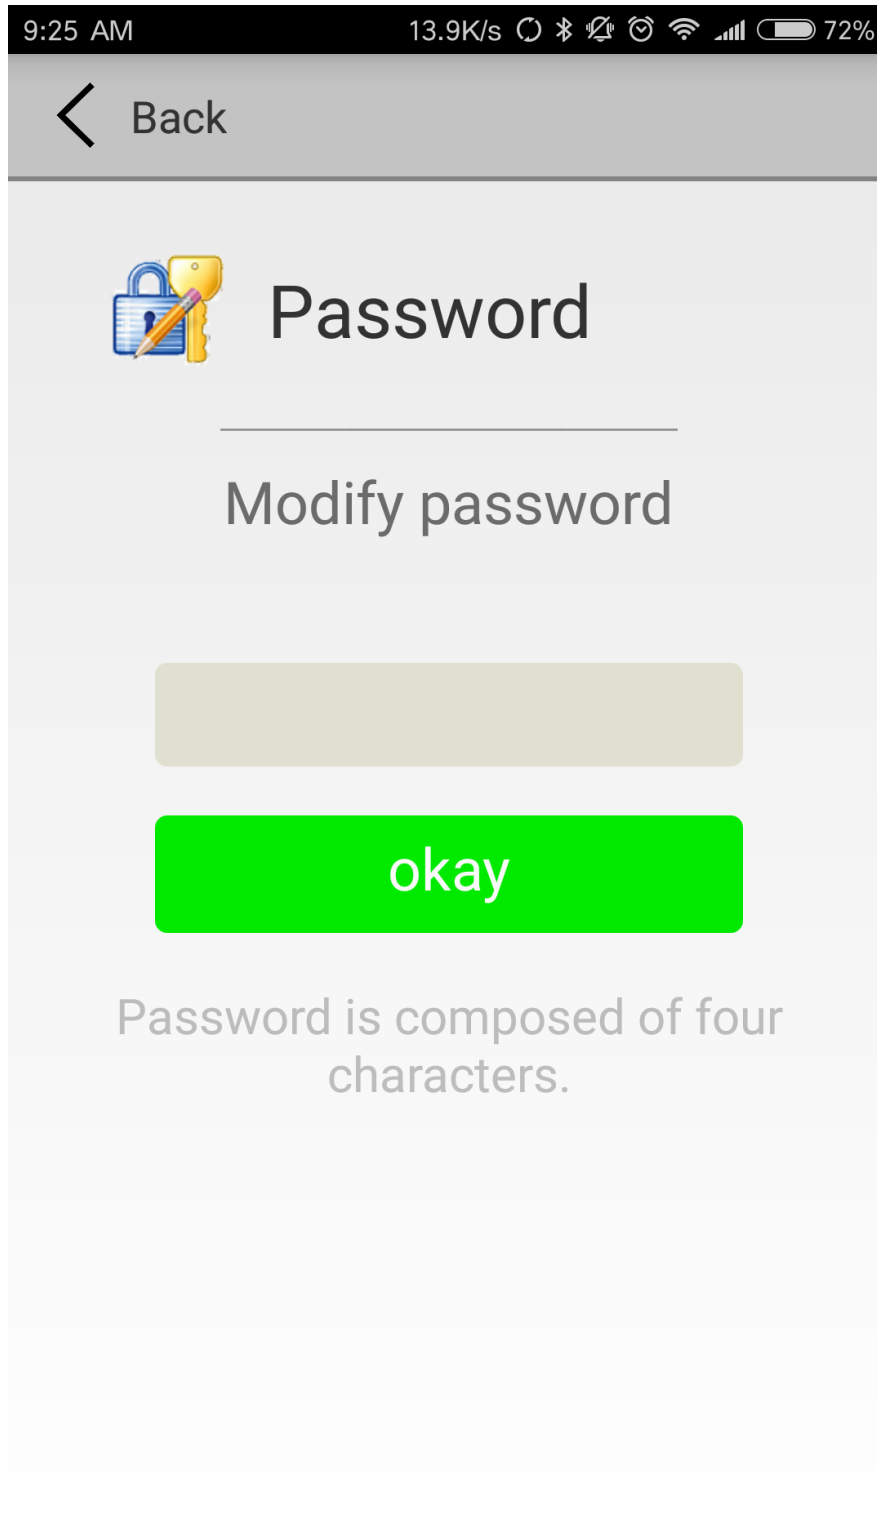 9:25 AM 13.9K/s 72%
Back
Password
Modify password
okay
Password is composed of four
characters.